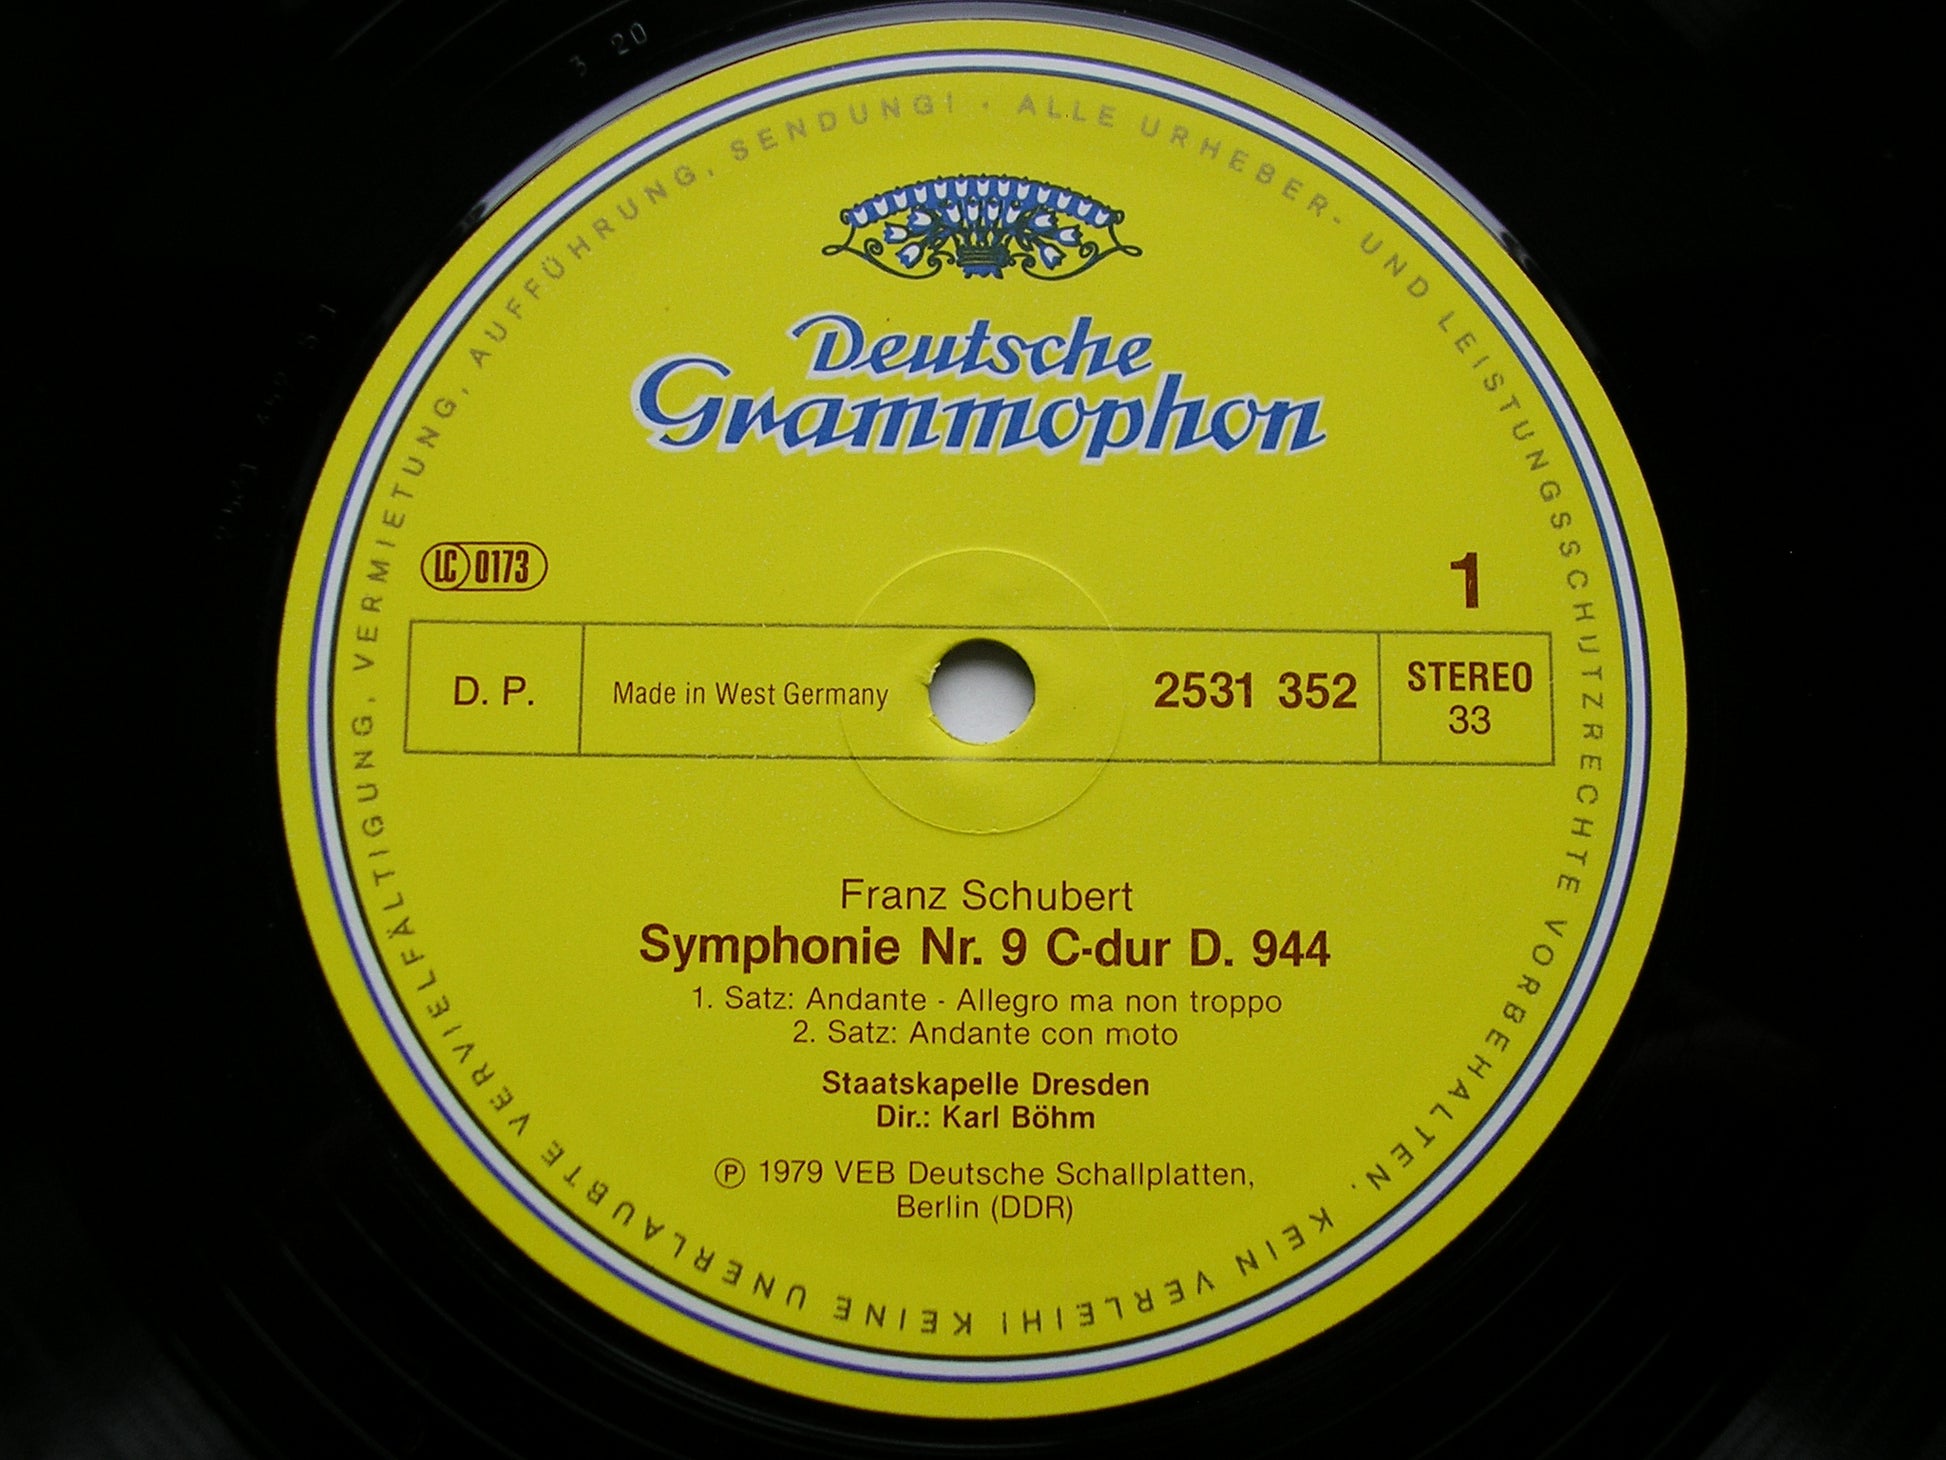 3 20
ALLE URHEBER- UND LEISTUNGSSCHUTZRECHTE VORBEHALTEN. KEIN VERLEIH! KEINE UNERLAUBTE VERVIELFÄLTIGUNG, VERMIETUNG, AUFFÜHRUNG, SENDUNG! ·
Deutsche
Grammophon
LC 0173
1
D. P.
Made in West Germany
2531 352
STEREO
33
Franz Schubert
Symphonie Nr. 9 C-dur D. 944
1. Satz: Andante - Allegro ma non troppo
2. Satz: Andante con moto
Staatskapelle Dresden
Dir.: Karl Böhm
Ⓟ 1979 VEB Deutsche Schallplatten,
Berlin (DDR)